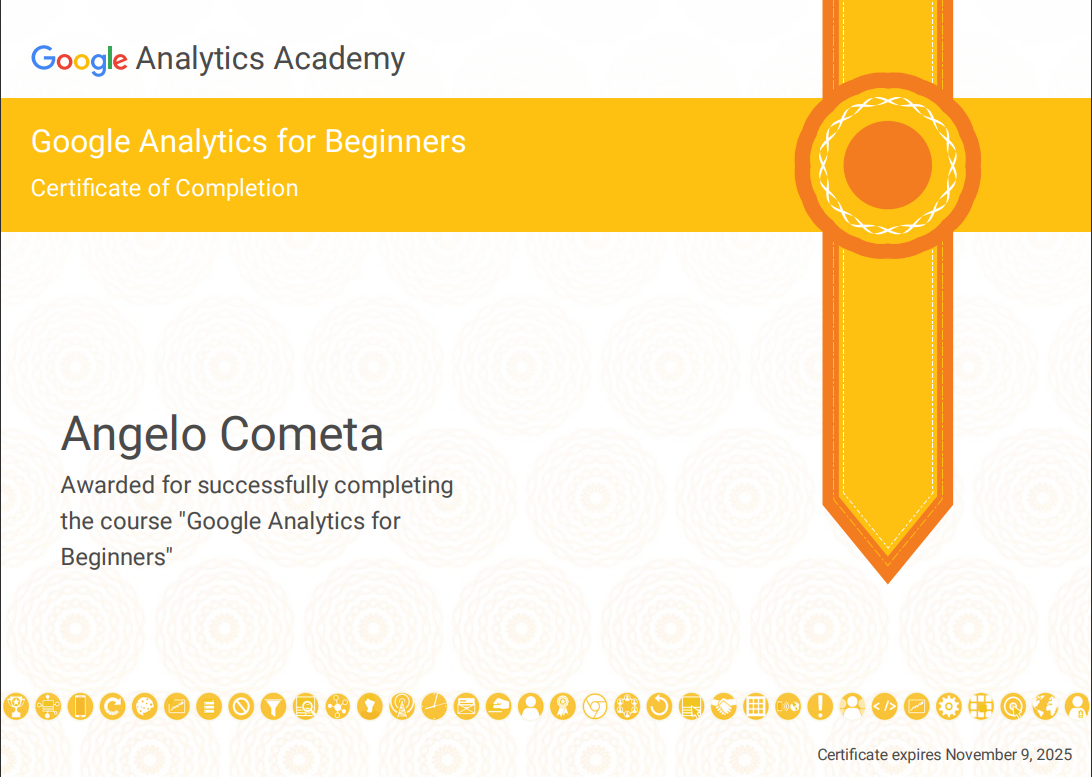 Google Analytics Academy
Google Analytics for Beginners
Certificate of Completion
Angelo Cometa
Awarded for successfully completing
the course "Google Analytics for
Beginners"
Certificate expires November 9, 2025